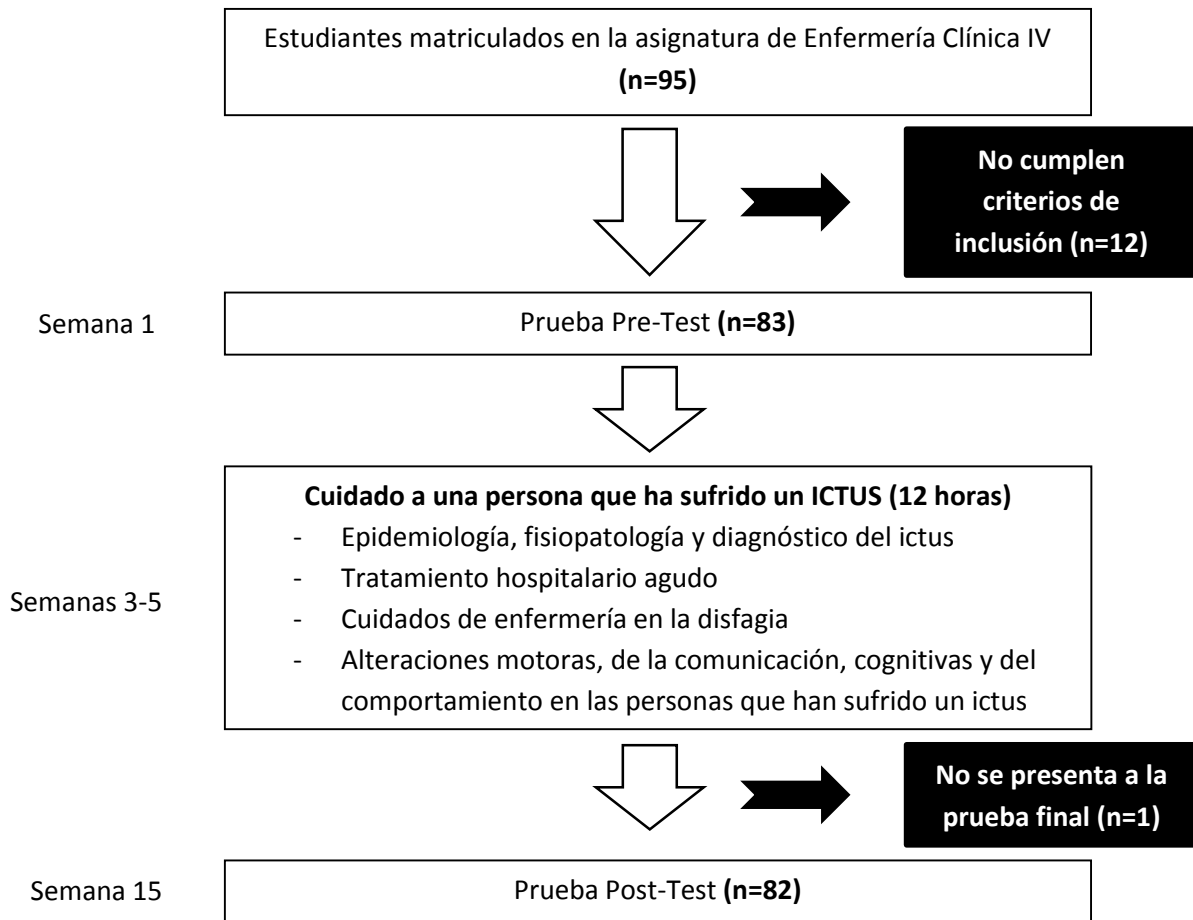 Estudiantes matriculados en la asignatura de Enfermería Clínica IV
(n=95)
No cumplen
criterios de
inclusión (n=12)
Semana 1
Prueba Pre-Test (n=83)
Cuidado a una persona que ha sufrido un ICTUS (12 horas)
- Epidemiología, fisiopatología y diagnóstico del ictus
- Tratamiento hospitalario agudo
Semanas 3-5
- Cuidados de enfermería en la disfagia
- Alteraciones motoras, de la comunicación, cognitivas y del
comportamiento en las personas que han sufrido un ictus
No se presenta a la
prueba final (n=1)
Semana 15
Prueba Post-Test (n=82)